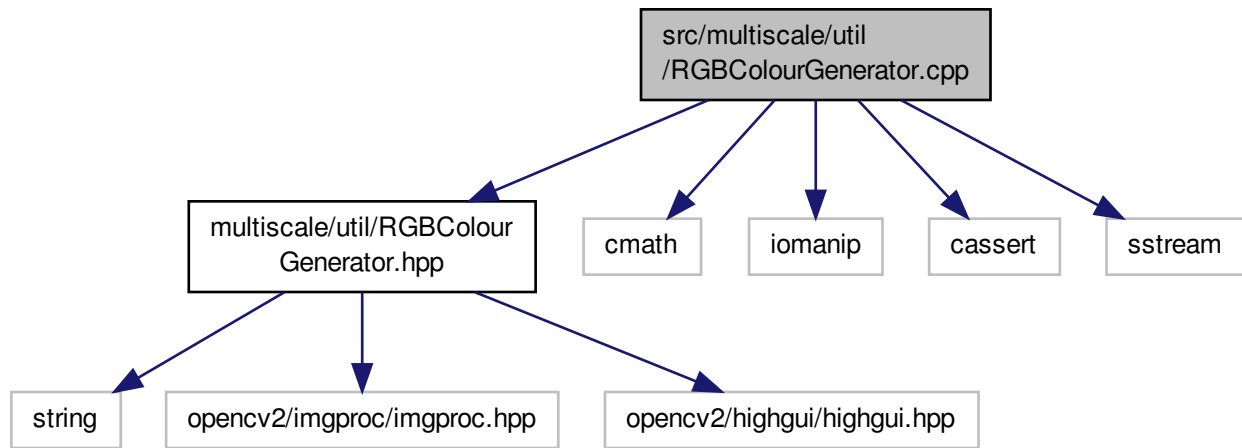 src/multiscale/util
/RGBColourGenerator.cpp
multiscale/util/RGBColour
Generator.hpp
cmath
iomanip
cassert
sstream
string
opencv2/imgproc/imgproc.hpp
opencv2/highgui/highgui.hpp